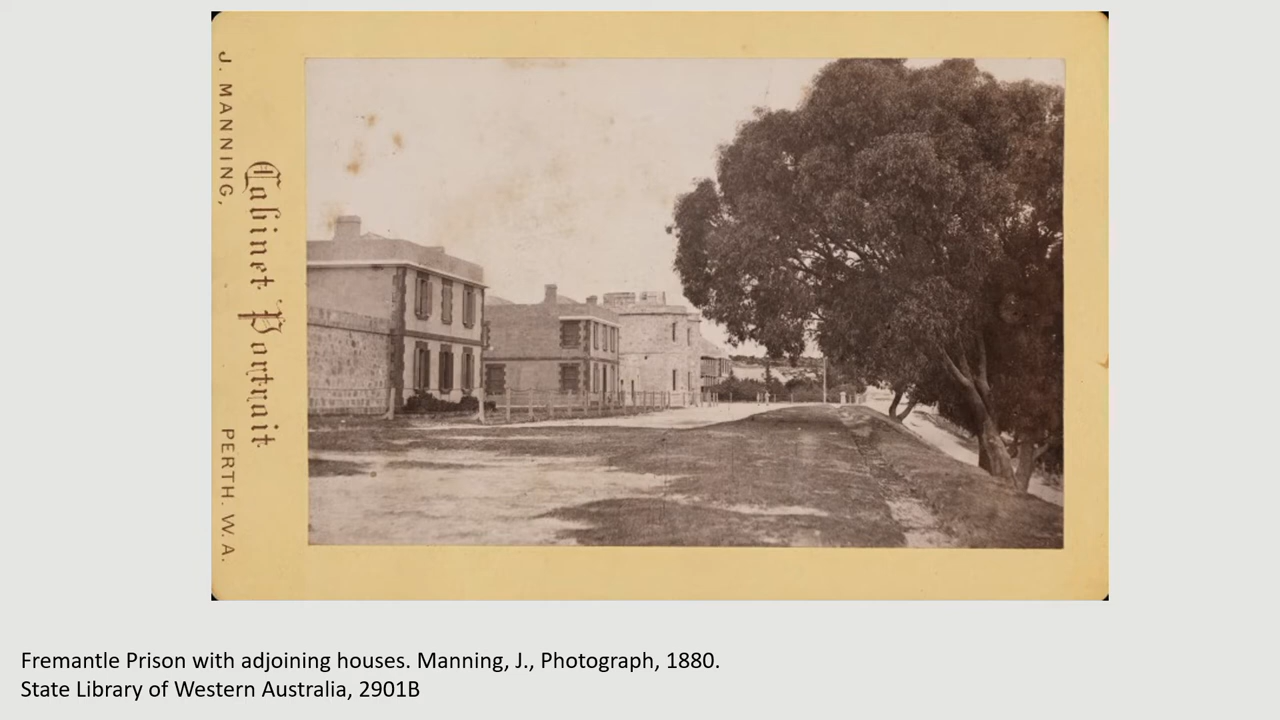 J. MANNING,
Cabinet Portrait
PERTH. W. A.
Fremantle Prison with adjoining houses. Manning, J., Photograph, 1880.
State Library of Western Australia, 2901B